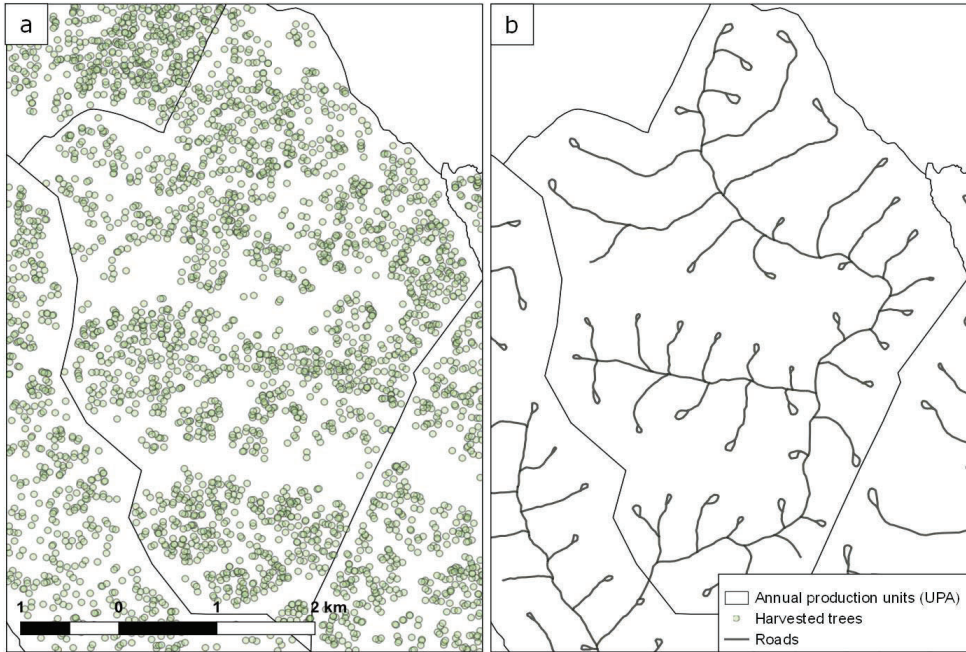 a
b
1 0 1 2 km
Annual production units (UPA)
Harvested trees
Roads